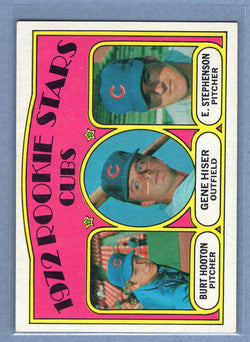 1972 ROOKIE STARS
CUBS
E. STEPHENSON
PITCHER
GENE HISER
OUTFIELD
BURT HOOTON
PITCHER
C
C
C